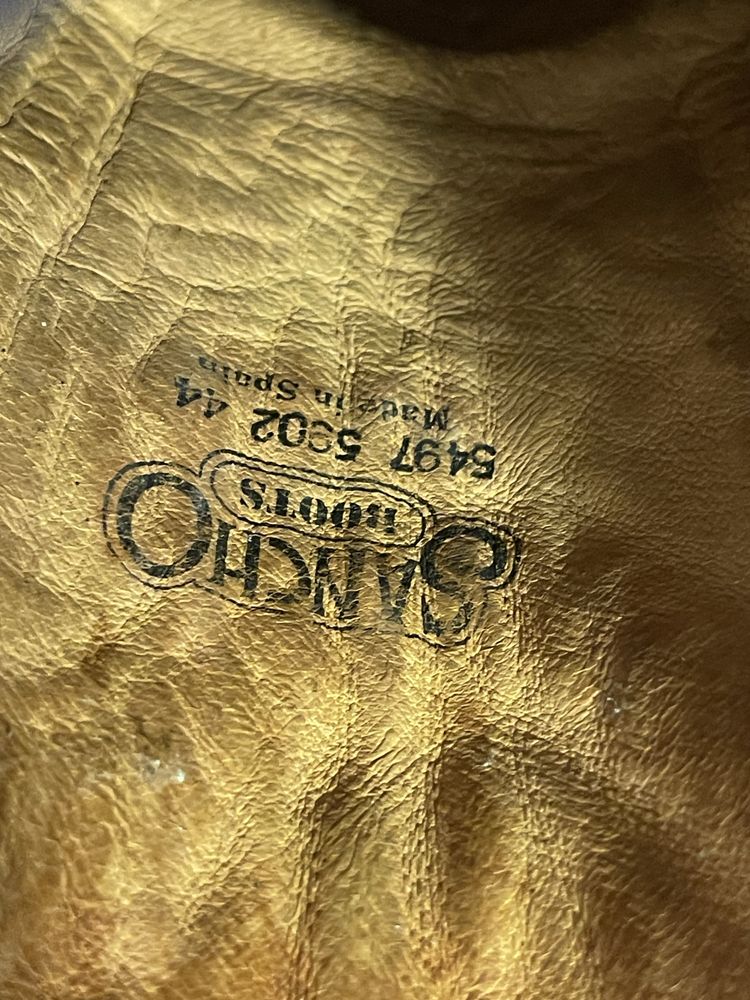 SANCHO
BOOTS
5497 5902 44
Made in Spain